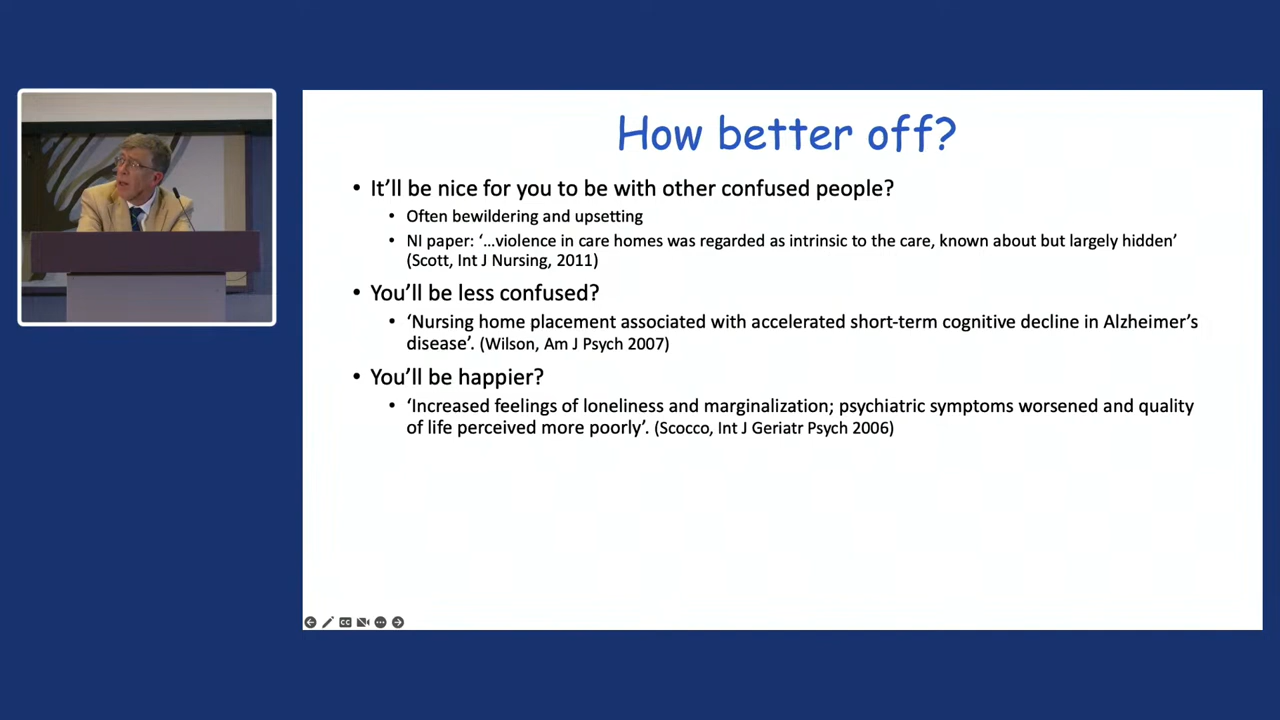 How better off?
• It’ll be nice for you to be with other confused people?
• Often bewildering and upsetting
• NI paper: ‘…violence in care homes was regarded as intrinsic to the care, known about but largely hidden’
(Scott, Int J Nursing, 2011)
• You’ll be less confused?
• ‘Nursing home placement associated with accelerated short-term cognitive decline in Alzheimer’s
disease’. (Wilson, Am J Psych 2007)
• You’ll be happier?
• ‘Increased feelings of loneliness and marginalization; psychiatric symptoms worsened and quality
of life perceived more poorly’. (Scocco, Int J Geriatr Psych 2006)
CC